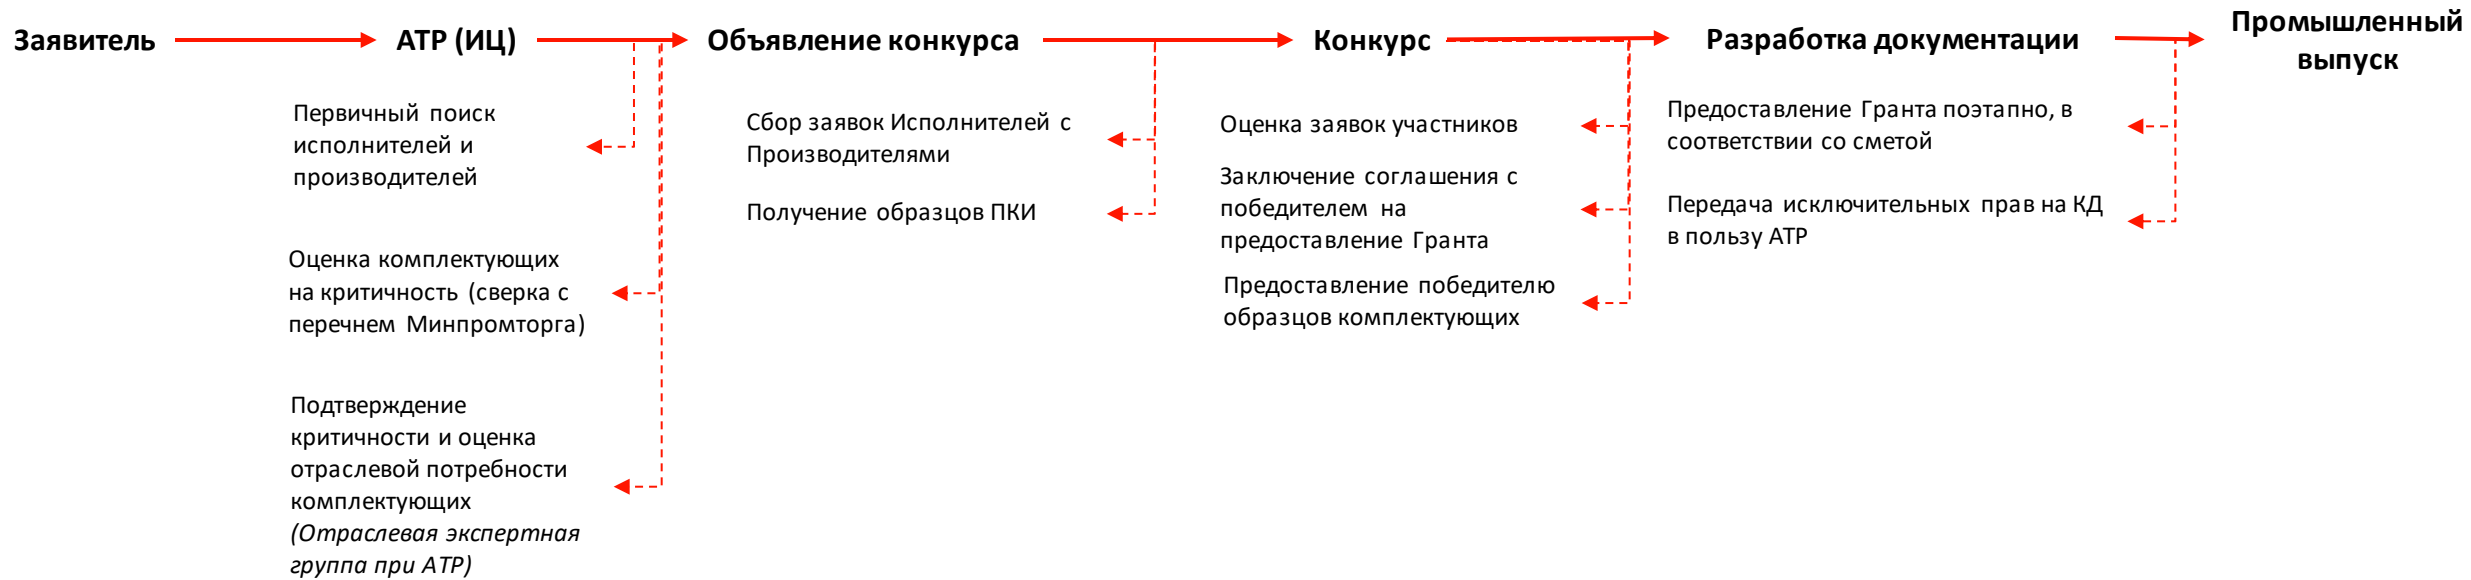 Заявитель
АТР (ИЦ)
Объявление конкурса
Конкурс
Разработка документации
Промышленный
выпуск
Первичный поиск
исполнителей и
производителей
Оценка комплектующих
на критичность (сверка с
перечнем Минпромторга)
Подтверждение
критичности и оценка
отраслевой потребности
комплектующих
(Отраслевая экспертная
группа при АТР)
Сбор заявок Исполнителей с
Производителями
Получение образцов ПКИ
Оценка заявок участников
Заключение соглашения с
победителем на
предоставление Гранта
Предоставление победителю
образцов комплектующих
Предоставление Гранта поэтапно, в
соответствии со сметой
Передача исключительных прав на КД
в пользу АТР